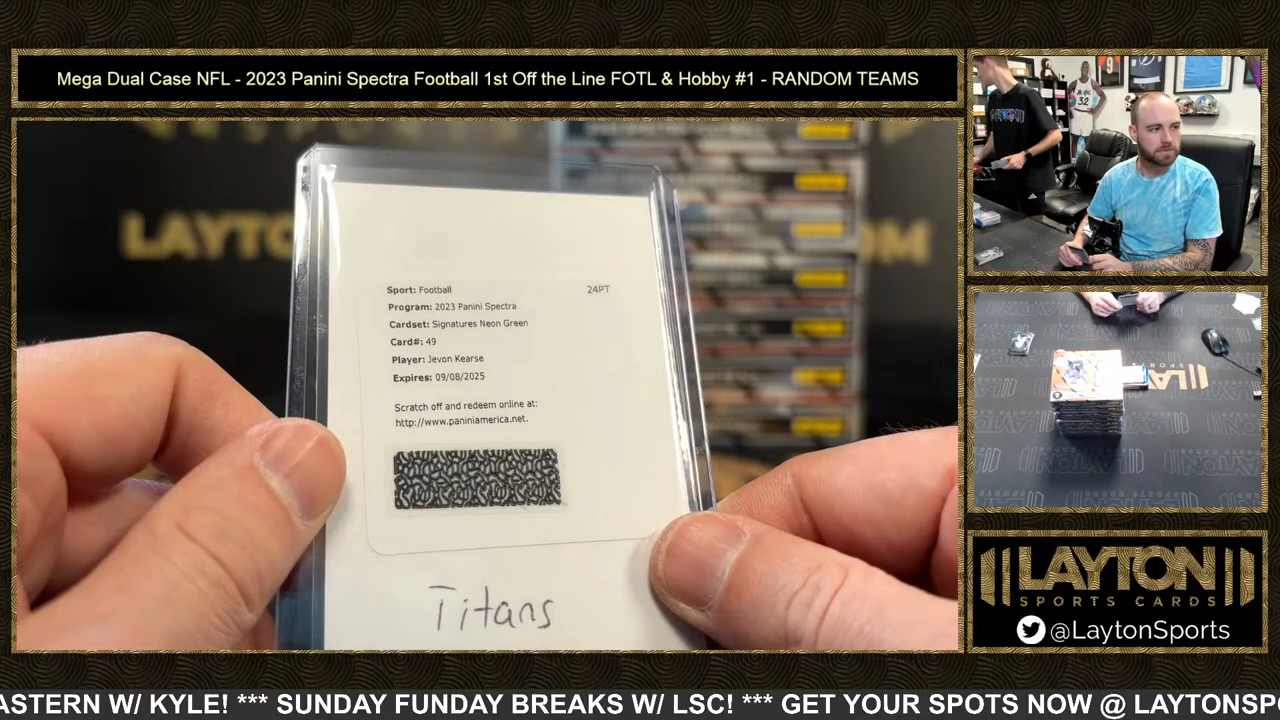 Mega Dual Case NFL - 2023 Panini Spectra Football 1st Off the Line FOTL & Hobby #1 - RANDOM TEAMS
LAYTO
OM
Sport: Football
24PT
Program: 2023 Panini Spectra
Cardset: Signatures Neon Green
Card#: 49
Player: Jevon Kearse
Expires: 09/08/2025
Scratch off and redeem online at:
http://www.paniniamerica.net.
Titans
32
LAYTON
SPORTS CARDS
@LaytonSports
ASTERN W/ KYLE! *** SUNDAY FUNDAY BREAKS W/ LSC! *** GET YOUR SPOTS NOW @ LAYTONSP